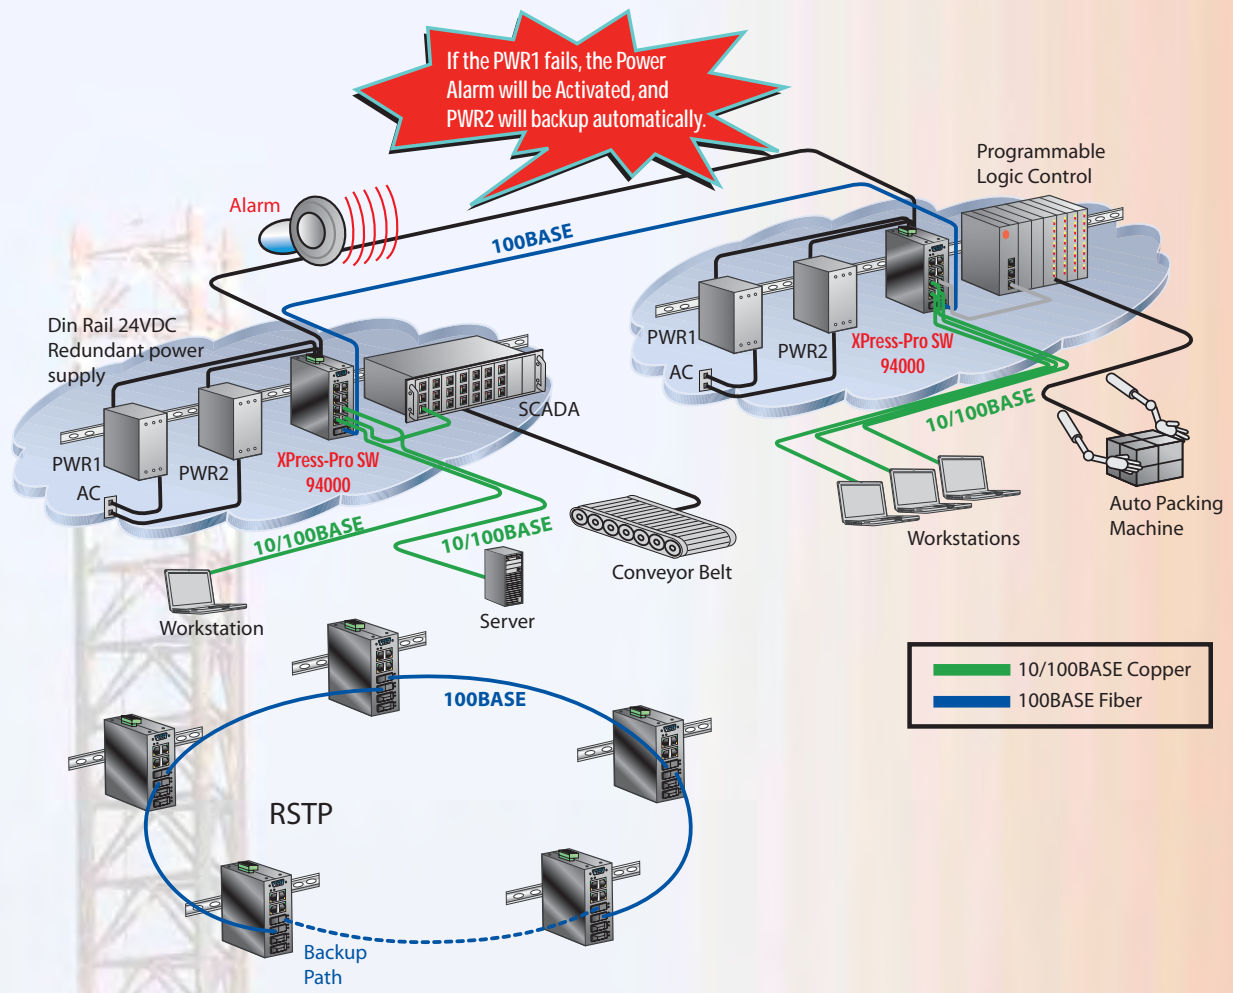 If the PWR1 fails, the Power
Alarm will be Activated, and
PWR2 will backup automatically.
Programmable
Logic Control
Alarm
100BASE
Din Rail 24VDC
Redundant power
supply
PWR1
PWR2
AC
XPress-Pro SW
94000
SCADA
PWR1
PWR2
AC
XPress-Pro SW
94000
10/100BASE
10/100BASE
10/100BASE
Workstation
Server
Conveyor Belt
Workstations
Auto Packing
Machine
10/100BASE Copper
100BASE Fiber
100BASE
RSTP
Backup
Path